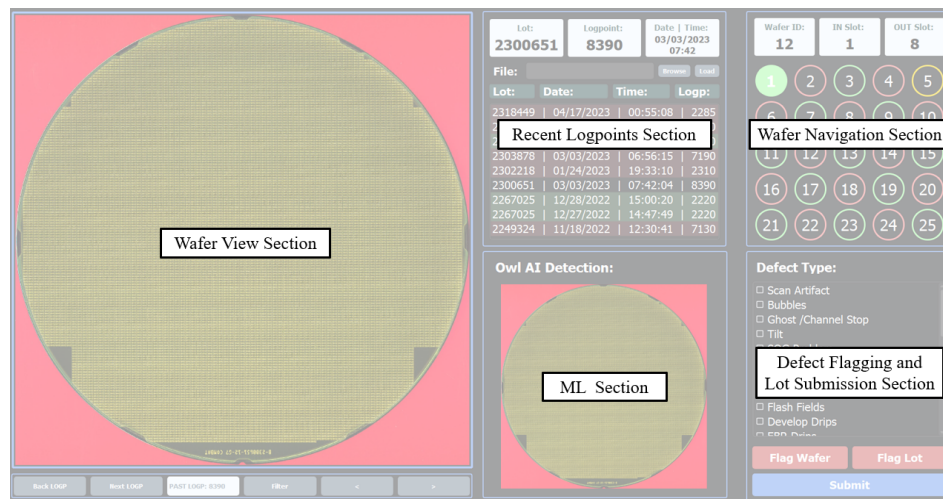 Lot:
2300651
Logpoint:
8390
Date | Time:
03/03/2023
07:42
File:
Browse
Load
Lot: Date: Time: Logp:
2318449 | 04/17/2023 | 00:55:08 | 2285
Recent Logpoints Section
2303878 | 03/03/2023 | 06:56:15 | 7190
2302218 | 01/24/2023 | 19:33:10 | 2310
2300651 | 03/03/2023 | 07:42:04 | 8390
2267025 | 12/28/2022 | 15:00:20 | 2220
2267025 | 12/27/2022 | 14:47:49 | 2220
2249324 | 11/18/2022 | 12:30:41 | 7130
Wafer ID:
12
IN Slot:
1
OUT Slot:
8
1 2 3 4 5
6 7 8 9 10
Wafer Navigation Section
11 12 13 14 15
16 17 18 19 20
21 22 23 24 25
Wafer View Section
Back LOGP
Next LOGP
PAST LOGP: 8390
filter
<
>
Owl AI Detection:
ML Section
Defect Type:
Scan Artifact
Bubbles
Ghost /Channel Stop
Tilt
Defect Flagging and
Lot Submission Section
Flash Fields
Develop Drips
EBR Drips
Flag Wafer
Flag Lot
Submit